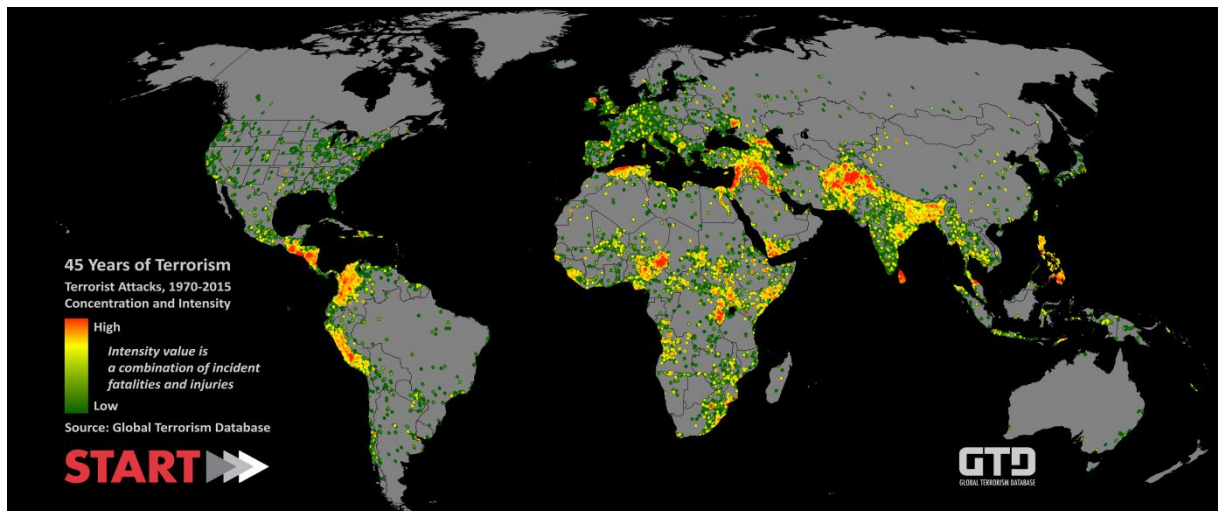 45 Years of Terrorism
Terrorist Attacks, 1970-2015
Concentration and Intensity
High
Intensity value is
a combination of incident
fatalities and injuries
Low
Source: Global Terrorism Database
START
GTD
GLOBAL TERRORISM DATABASE